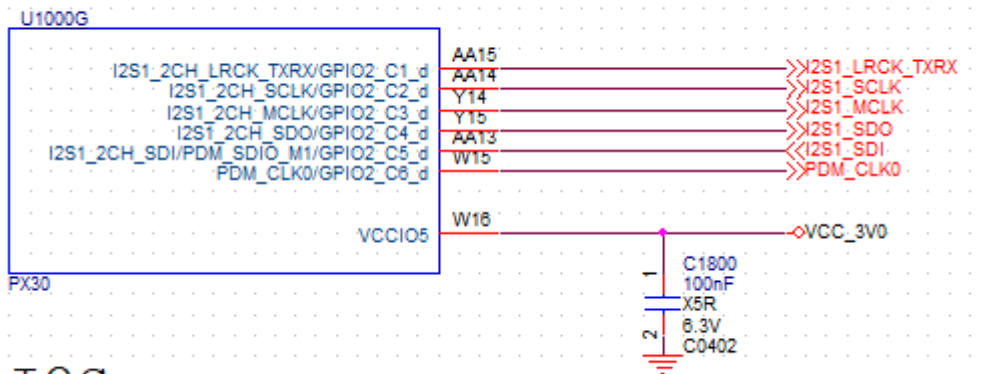 U1000G
I2S1_2CH_LRCK_TXRX/GPIO2_C1_d AA15 I2S1_LRCK_TXRX
I2S1_2CH_SCLK/GPIO2_C2_d AA14 I2S1_SCLK
I2S1_2CH_MCLK/GPIO2_C3_d Y14 I2S1_MCLK
I2S1_2CH_SDO/GPIO2_C4_d Y15 I2S1_SDO
I2S1_2CH_SDI/PDM_SDI0_M1/GPIO2_C5_d AA13 I2S1_SDI
PDM_CLK0/GPIO2_C6_d W15 PDM_CLK0
VCCIO5 W16 VCC_3V0
PX30
1
C1800
100nF
X5R
6.3V
2
C0402